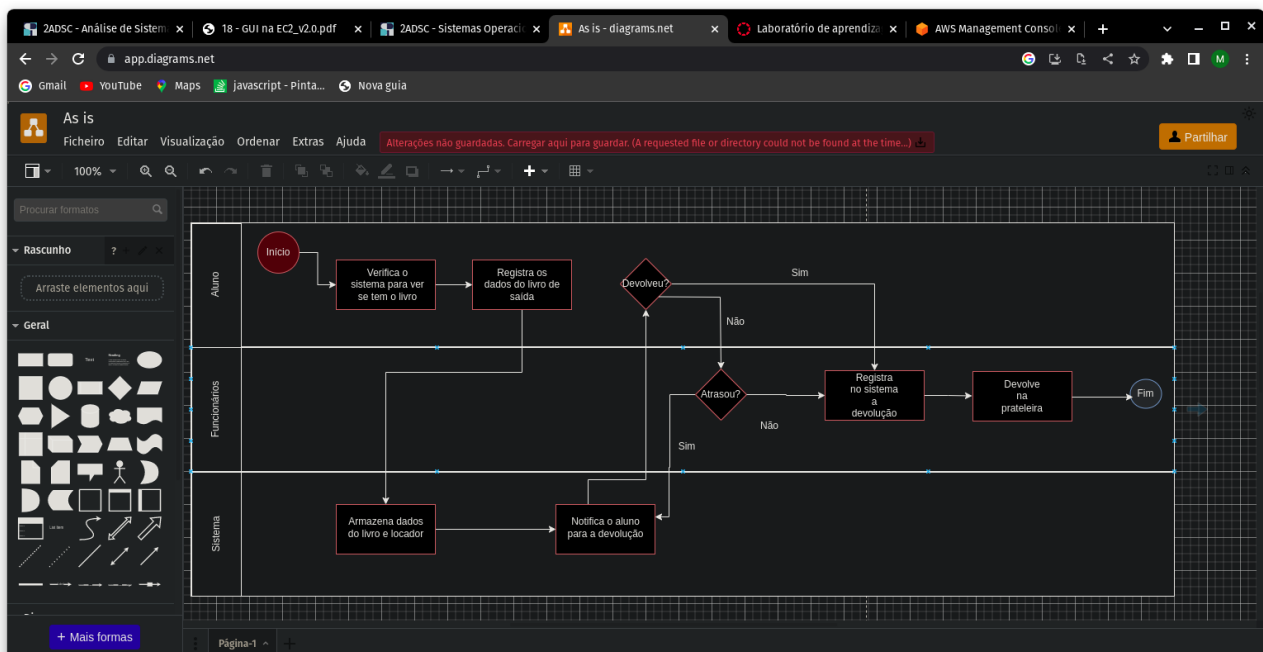 2ADSC - Análise de Sistem
18 - GUI na EC2_v2.0.pdf
2ADSC - Sistemas Operacio
As is - diagrams.net
Laboratório de aprendiza
AWS Management Consol
app.diagrams.net
M
Gmail
YouTube
Maps
javascript - Pinta...
Nova guia
As is
Ficheiro Editar Visualização Ordenar Extras Ajuda
Alterações não guardadas. Carregar aqui para guardar. (A requested file or directory could not be found at the time...)
Partilhar
100%
Procurar formatos
Rascunho
?
Arraste elementos aqui
Geral
Text
Heading
List Item
+ Mais formas
Aluno
Início
Verifica o
sistema para ver
se tem o livro
Registra os
dados do livro de
saída
Devolveu?
Sim
Não
Funcionários
Atrasou?
Não
Sim
Registra
no sistema
a
devolução
Devolve
na
prateleira
Fim
Sistema
Armazena dados
do livro e locador
Notifica o aluno
para a devolução
Página-1